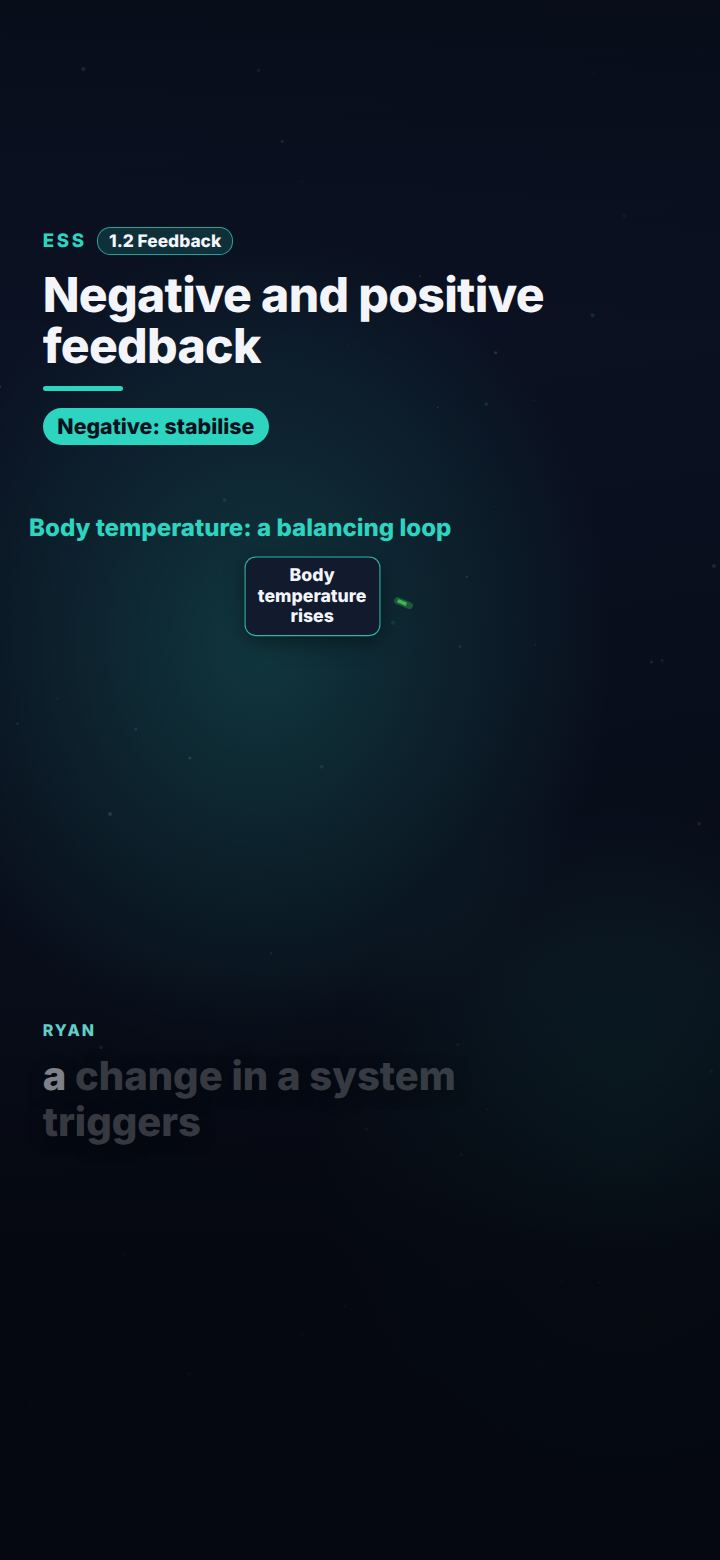 ESS 1.2 Feedback
Negative and positive
feedback
Negative: stabilise
Body temperature: a balancing loop
Body
temperature
rises
RYAN
a change in a system
triggers